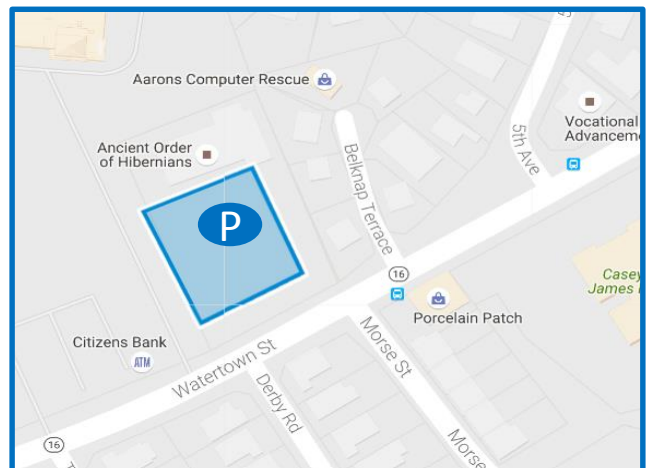 Aarons Computer Rescue
Vocational
Advancem
Ancient Order
of Hibernians
5th Ave
Belknap Terrace
P
16
Casey
James
Porcelain Patch
Citizens Bank
ATM
Watertown St
Morse St
Derby Rd
16
Morse